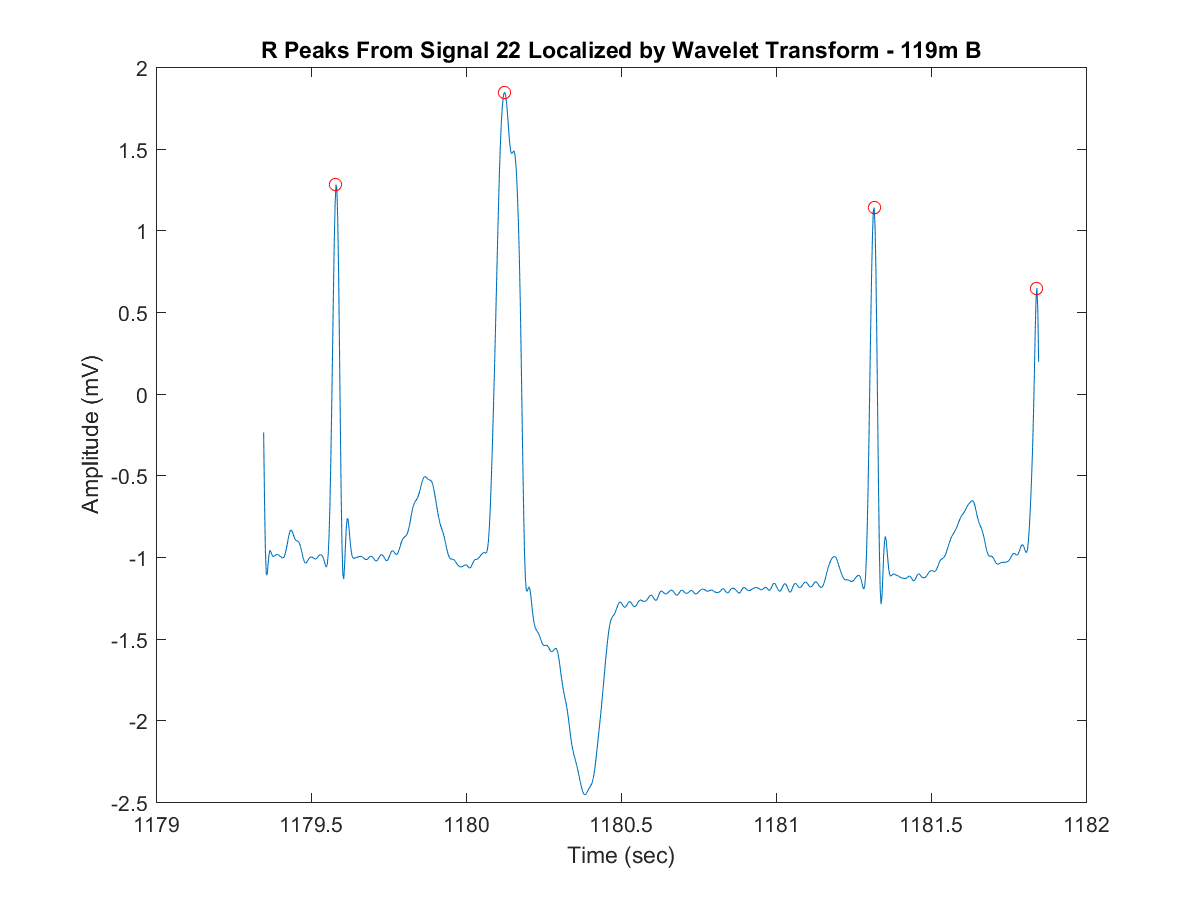 R Peaks From Signal 22 Localized by Wavelet Transform - 119m B
2
1.5
1
0.5
0
-0.5
-1
-1.5
-2
-2.5
Amplitude (mV)
1179 1179.5 1180 1180.5 1181 1181.5 1182
Time (sec)